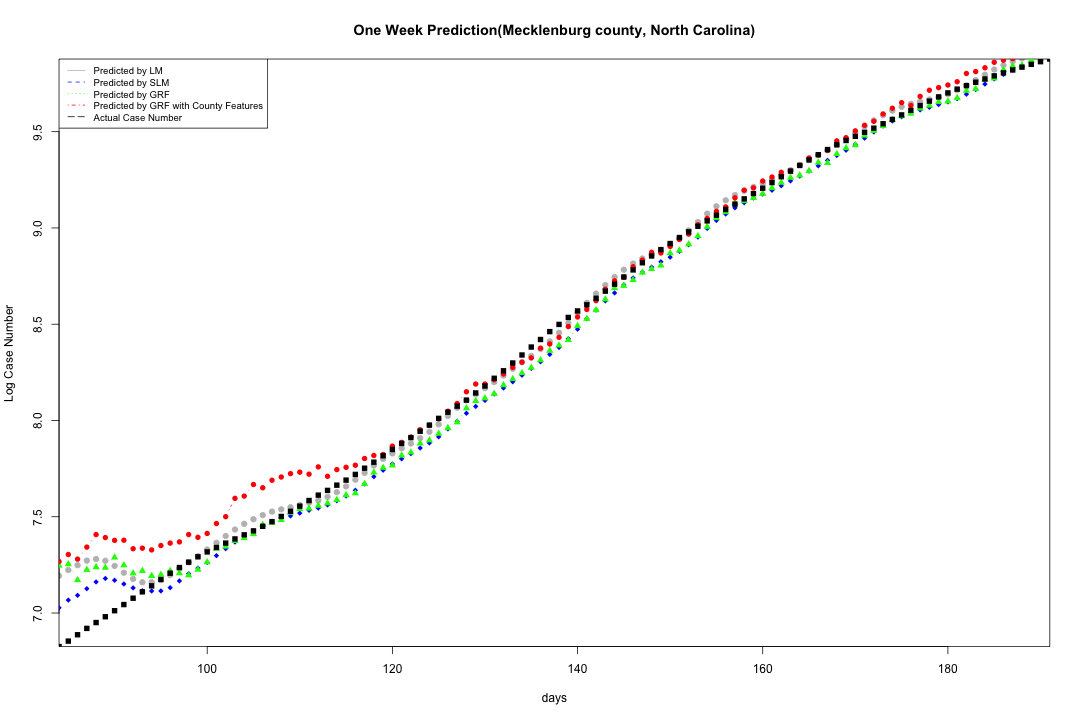 One Week Prediction(Mecklenburg county, North Carolina)
Predicted by LM
Predicted by SLM
Predicted by GRF
Predicted by GRF with County Features
Actual Case Number
Log Case Number
9.5
9.0
8.5
8.0
7.5
7.0
100 120 140 160 180
days